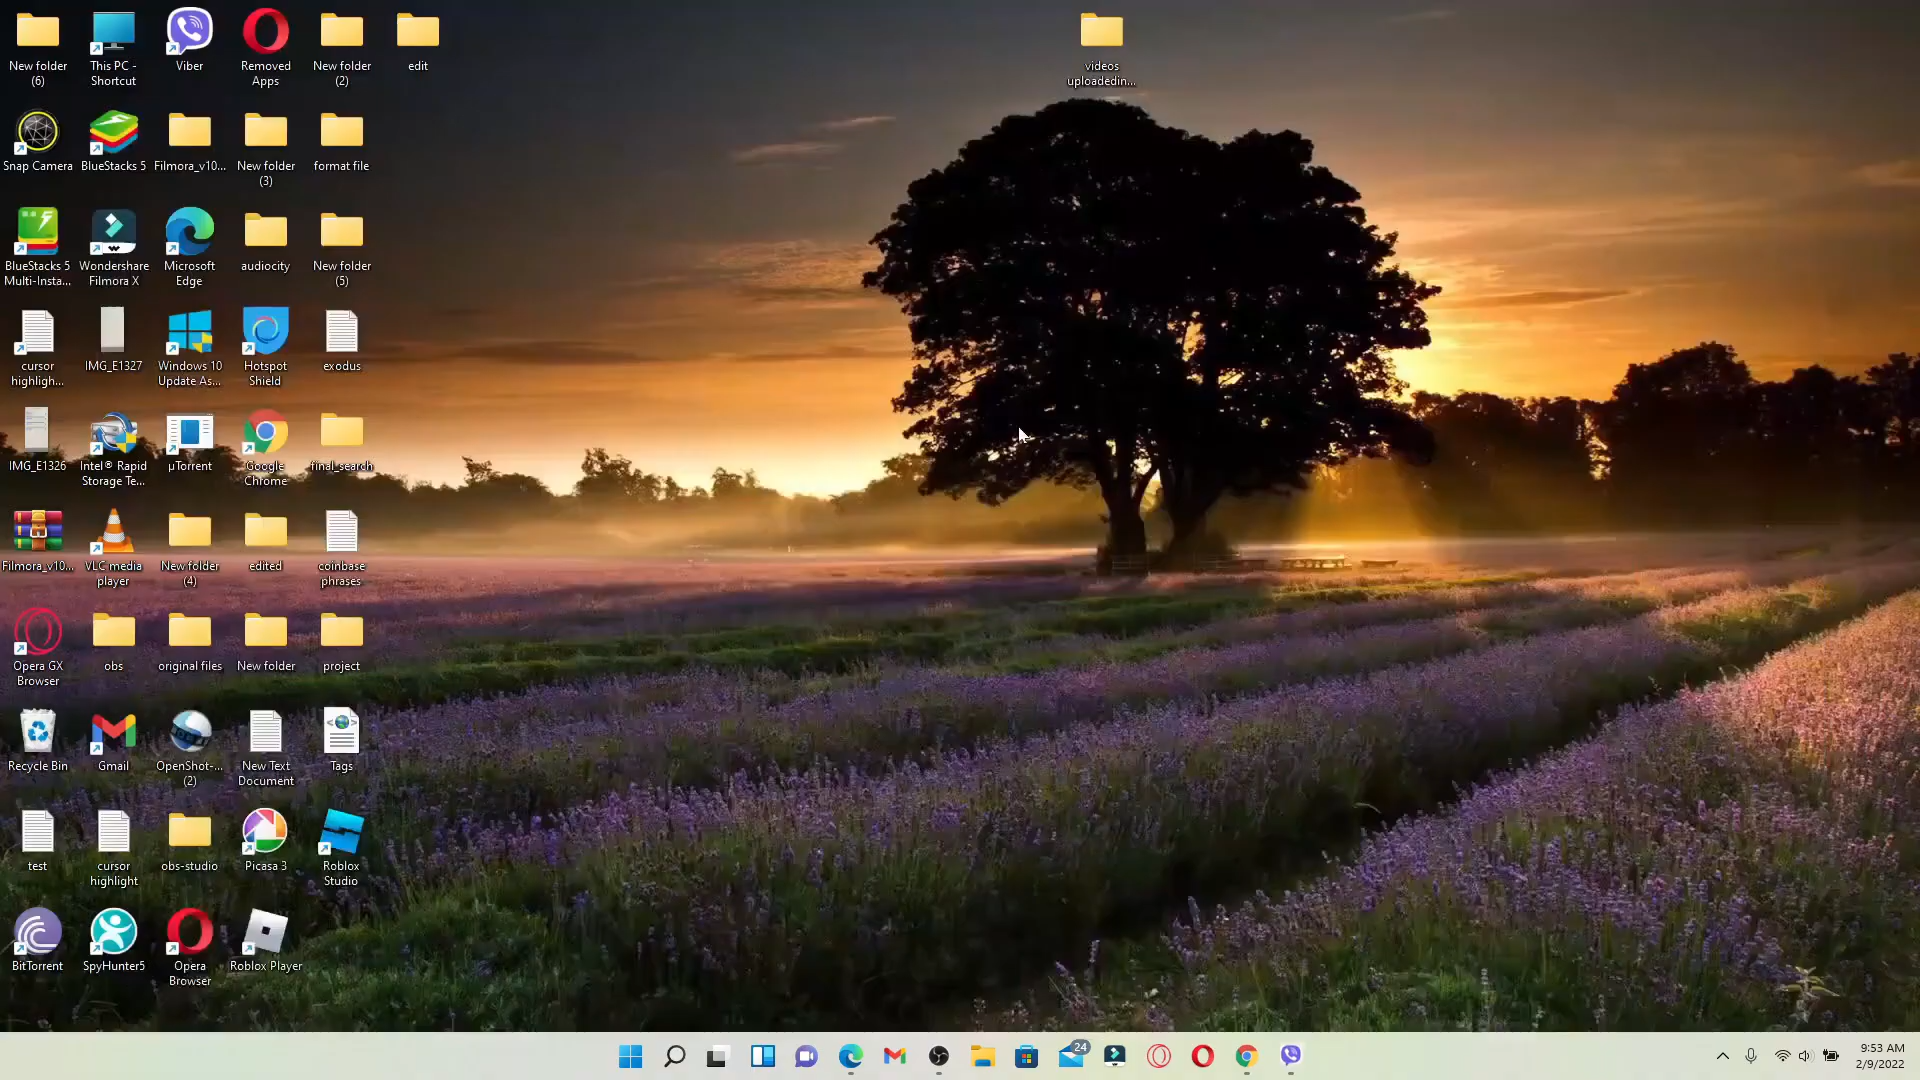 New folder
(6)
This PC -
Shortcut
Viber
Removed
Apps
New folder
(2)
edit
videos
uploadedin...
Snap Camera
BlueStacks 5
Filmora_v10...
New folder
(3)
format file
BlueStacks 5
Multi-Insta...
Wondershare
Filmora X
Microsoft
Edge
audiocity
New folder
(5)
cursor
highligh...
IMG_E1327
Windows 10
Update As...
Hotspot
Shield
exodus
IMG_E1326
Intel® Rapid
Storage Te...
µTorrent
Google
Chrome
final_search
Filmora_v10...
VLC media
player
New folder
(4)
edited
coinbase
phrases
Opera GX
Browser
obs
original files
New folder
project
Recycle Bin
Gmail
OpenShot-...
(2)
New Text
Document
Tags
test
cursor
highlight
obs-studio
Picasa 3
Roblox
Studio
BitTorrent
SpyHunter5
Opera
Browser
Roblox Player
24
9:53 AM
2/9/2022